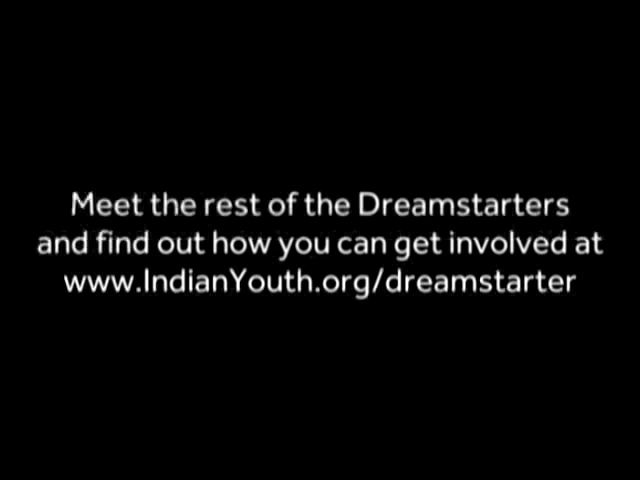 Meet the rest of the Dreamstarters
and find out how you can get involved at
www.IndianYouth.org/dreamstarter